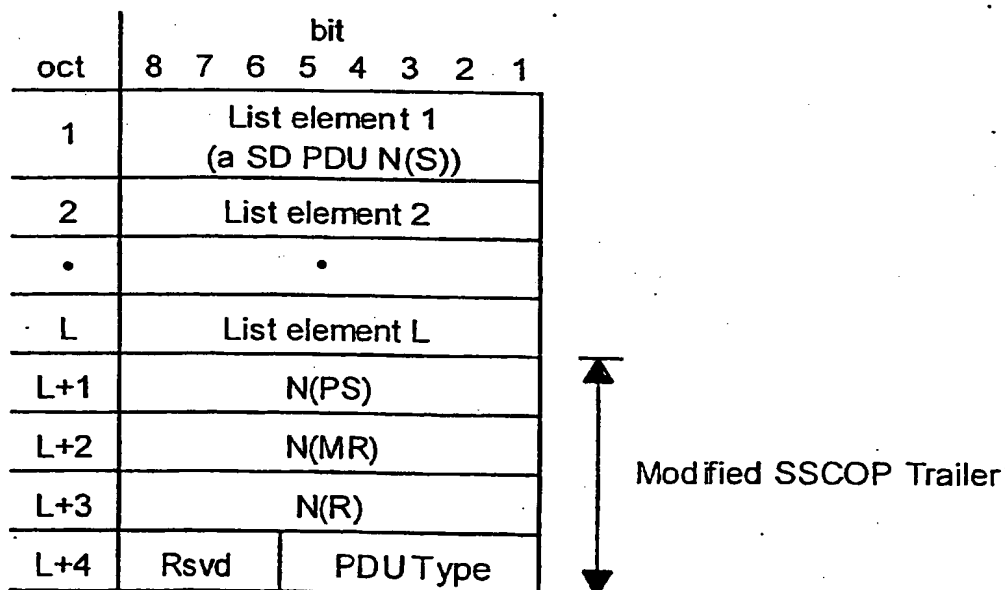 bit
oct 8 7 6 5 4 3 2 1
1 List element 1
(a SD PDU N(S))
2 List element 2
• •
L List element L
L+1 N(PS)
L+2 N(MR)
L+3 N(R)
L+4 Rsvd PDU Type
Modified SSCOP Trailer